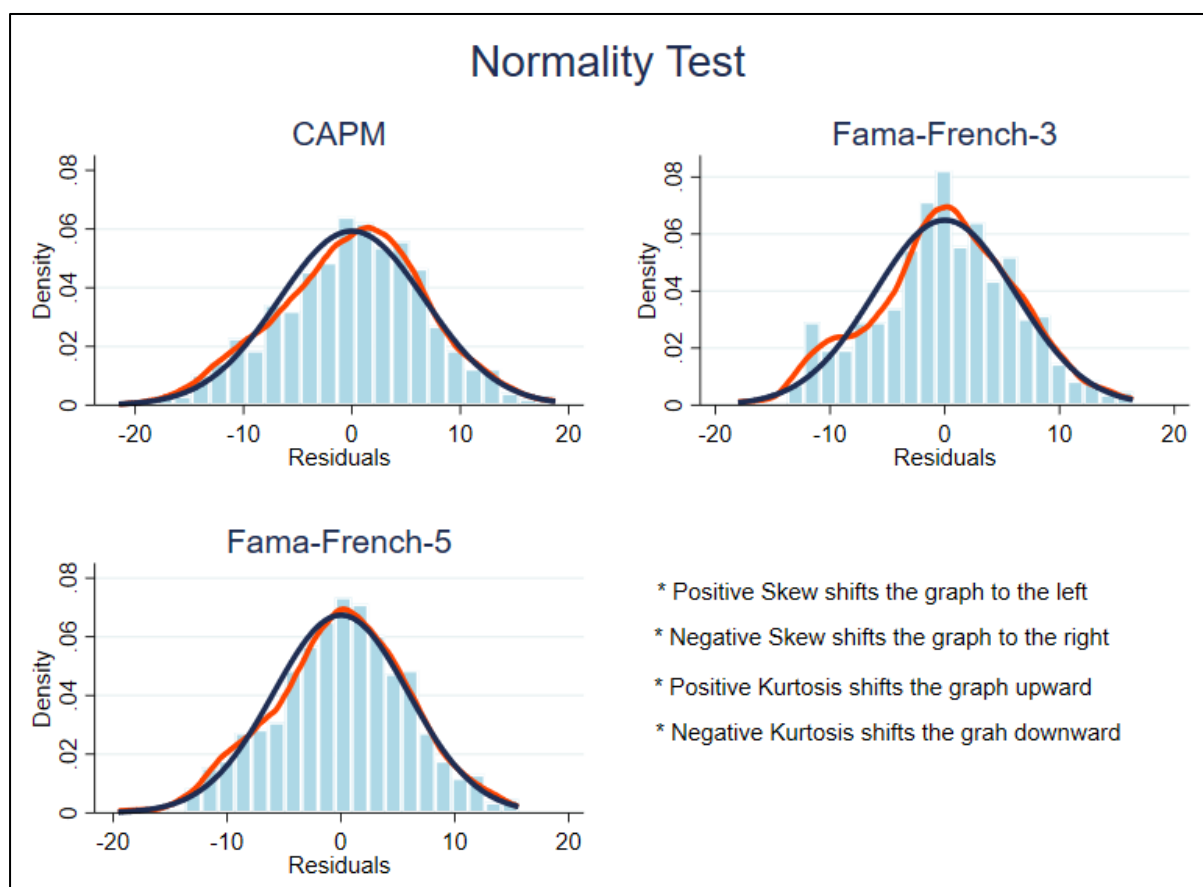 Normality Test
CAPM
Density
0 .02 .04 .06 .08
-20 -10 0 10 20
Residuals
Fama-French-3
Density
0 .02 .04 .06 .08
-20 -10 0 10 20
Residuals
Fama-French-5
Density
0 .02 .04 .06 .08
-20 -10 0 10 20
Residuals
* Positive Skew shifts the graph to the left
* Negative Skew shifts the graph to the right
* Positive Kurtosis shifts the graph upward
* Negative Kurtosis shifts the grah downward